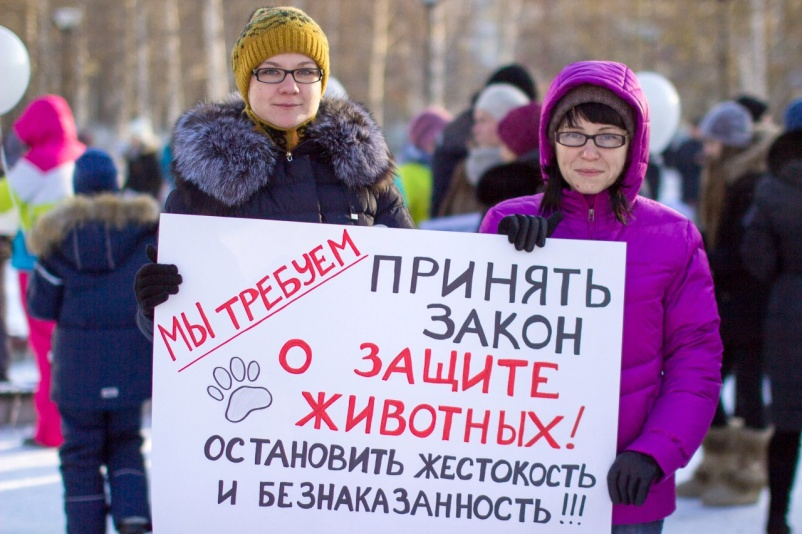 МЫ ТРЕБУЕМ
ПРИНЯТЬ
ЗАКОН
О ЗАЩИТЕ
ЖИВОТНЫХ!
ОСТАНОВИТЬ ЖЕСТОКОСТЬ
И БЕЗНАКАЗАННОСТЬ!!!